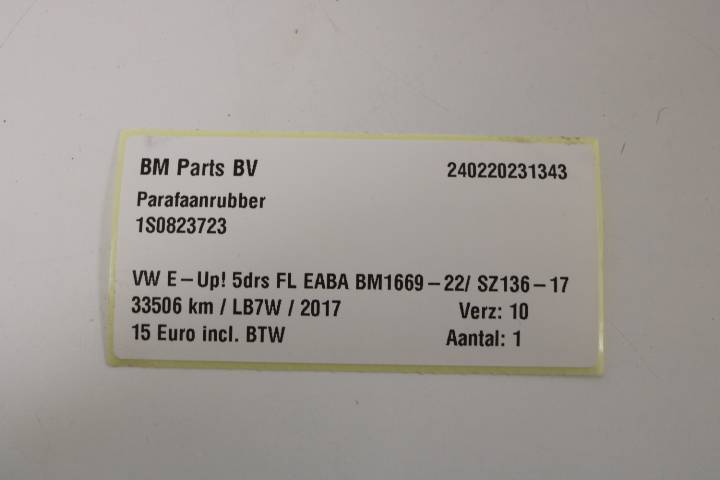 BM Parts BV 240220231343
Parafaanrubber
1S0823723
VW E-Up! 5drs FL EABA BM1669-22/ SZ136-17
33506 km / LB7W / 2017 Verz: 10
15 Euro incl. BTW Aantal: 1